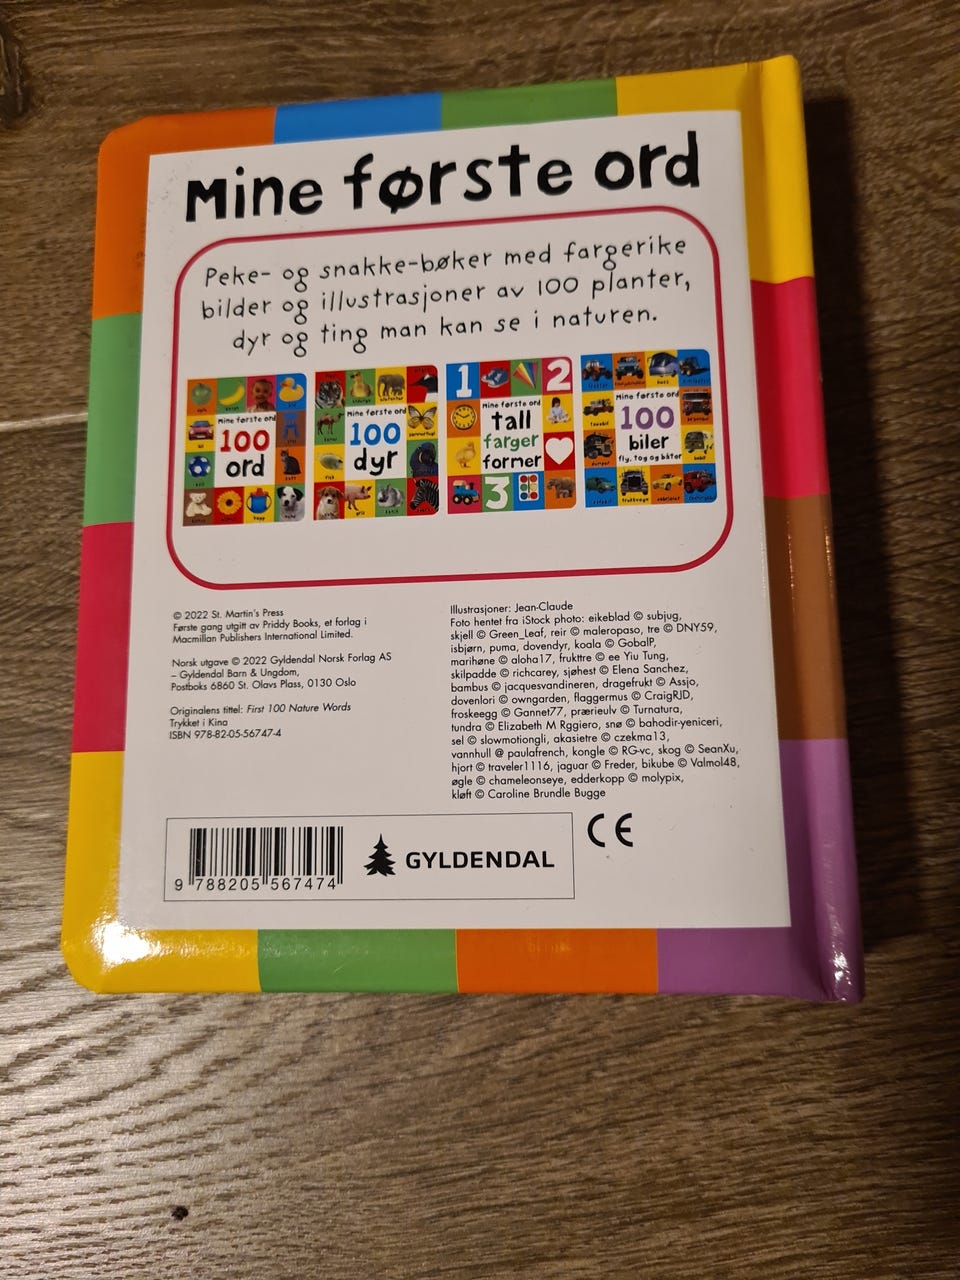 Mine første ord
Peke- og snakke-bøker med fargerike
bilder og illustrasjoner av 100 planter,
dyr og ting man kan se i naturen.
Mine første ord
100
ord
Mine første ord
100
dyr
1
2
Mine første ord
tall
farger
former
3
Mine første ord
100
biler
fly, tog og båter
© 2022 St. Martin's Press
Første gang utgitt av Priddy Books, et forlag i
Macmillan Publishers International Limited.
Norsk utgave © 2022 Gyldendal Norsk Forlag AS
– Gyldendal Barn & Ungdom,
Postboks 6860 St. Olavs Plass, 0130 Oslo
Originalens tittel: First 100 Nature Words
Trykket i Kina
ISBN 978-82-05-56747-4
Illustrasjoner: Jean-Claude
Foto hentet fra iStock photo: eikeblad © subjug,
skjell © Green_Leaf, reir © maleropaso, tre © DNY59,
isbjørn, puma, dovendyr, koala © GobalP,
marihøne © aloha17, frukttre © ee Yiu Tung,
skilpadde © richcarey, sjøhest © Elena Sanchez,
bambus © jacquesvandineren, dragefrukt © Assjo,
dovenlori © owngarden, flaggermus © CraigRJD,
froskeegg © Gannet77, prærieulv © Turnatura,
tundra © Elizabeth M Rggiero, snø © bahodir-yeniceri,
sel © slowmotiongli, akasietre © czekma13,
vannhull @ paulafrench, kongle © RG-vc, skog © SeanXu,
hjort © traveler1116, jaguar © Freder, bikube © Valmol48,
øgle © chameleonseye, edderkopp © molypix,
kløft © Caroline Brundle Bugge
CE
9 788205 567474
GYLDENDAL